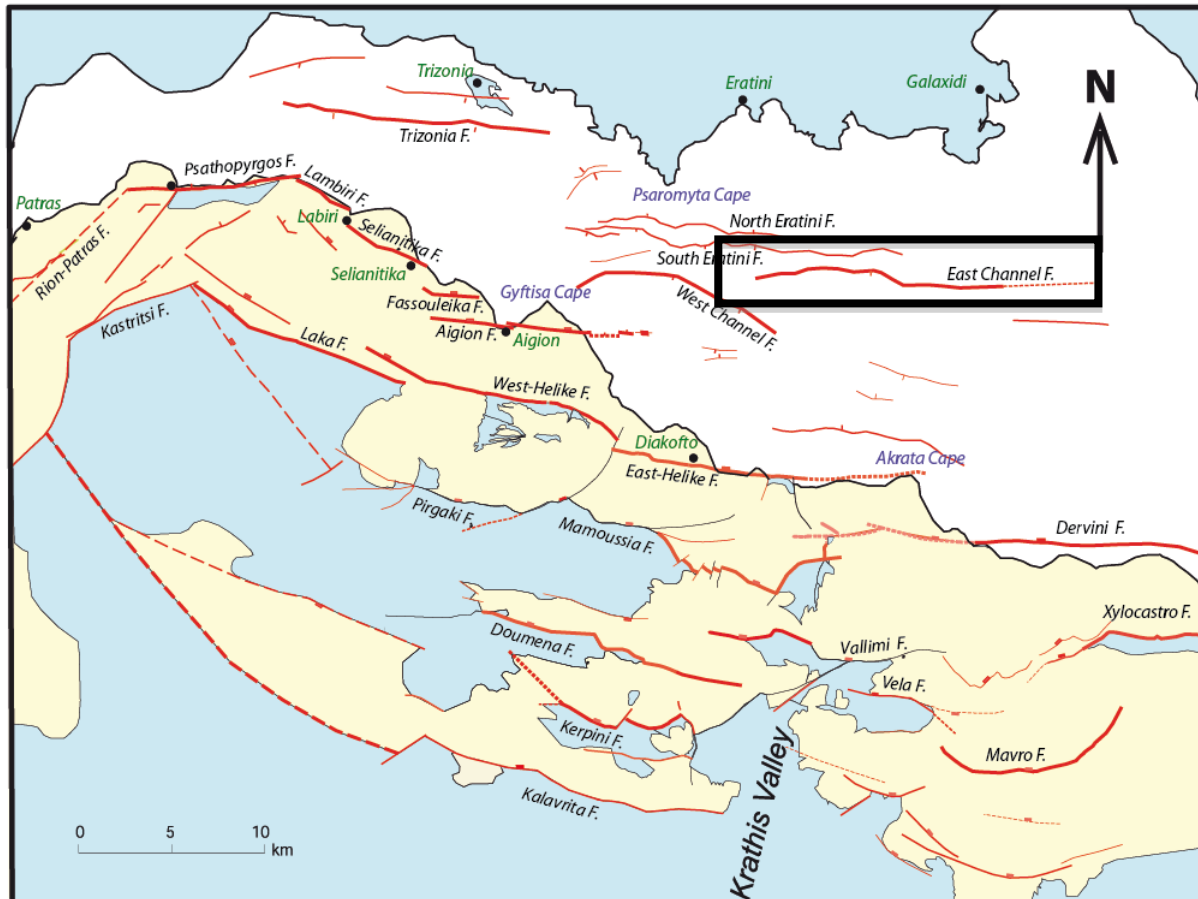 Trizonia
Eratini
Galaxidi
N
Trizonia F.
Psathopyrgos F.
Lambiri F.
Psaromyta Cape
Patras
Labiri
North Eratini F.
Selianitika F.
Rion-Patras F.
South Eratini F.
East Channel F.
Selianitika
Gyftisa Cape
Fassouleika F.
West Channel F.
Kastritsi F.
Laka F.
Aigion F.
Aigion
West-Helike F.
Diakofto
Akrata Cape
East-Helike F.
Pirgaki F.
Mamoussia F.
Dervini F.
Xylocastro F.
Doumena F.
Vallimi F.
Vela F.
Kerpini F.
Mavro F.
Kalavrita F.
Krathis Valley
0 5 10
km